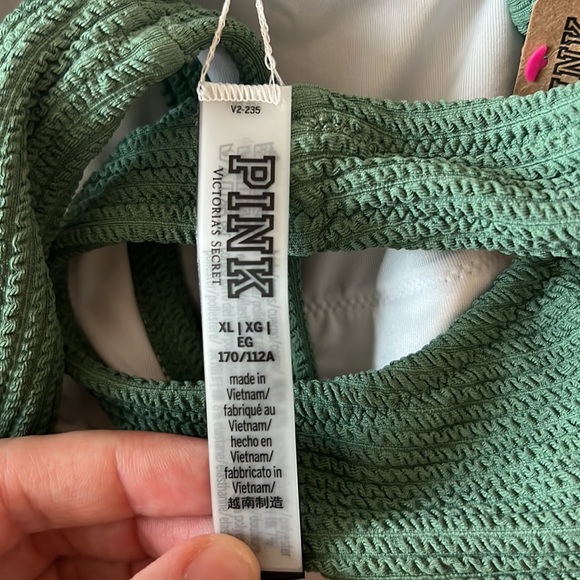 V2-235
PINK
VICTORIA'S SECRET
XL | XG |
EG
170/112A
made in
Vietnam/
fabriqué au
Vietnam/
hecho en
Vietnam/
fabbricato in
Vietnam/
越南制造
PINK